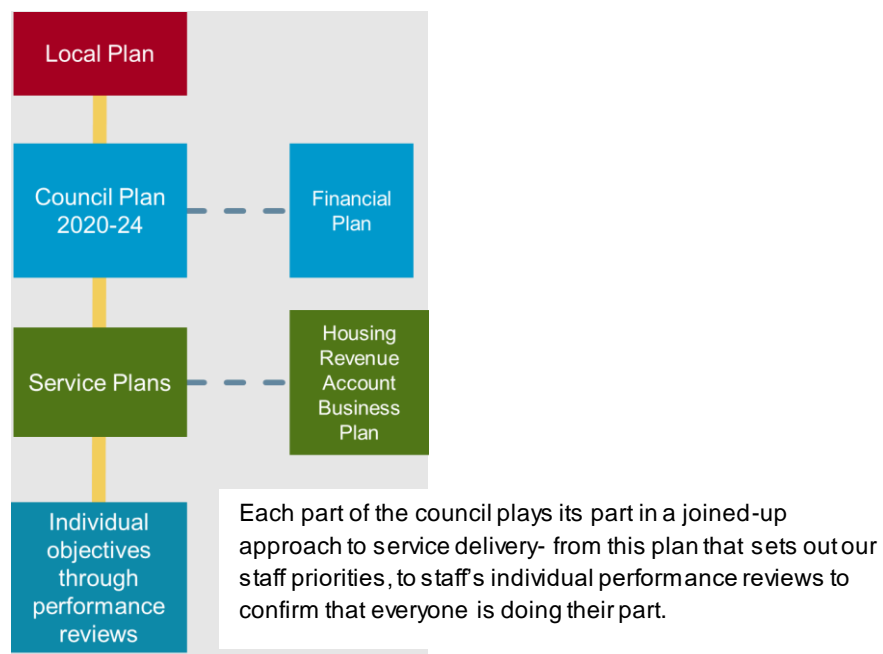 Local Plan
Council Plan
2020-24
Financial
Plan
Service Plans
Housing
Revenue
Account
Business
Plan
Individual
objectives
through
performance
reviews
Each part of the council plays its part in a joined-up
approach to service delivery- from this plan that sets out our
staff priorities, to staff's individual performance reviews to
confirm that everyone is doing their part.